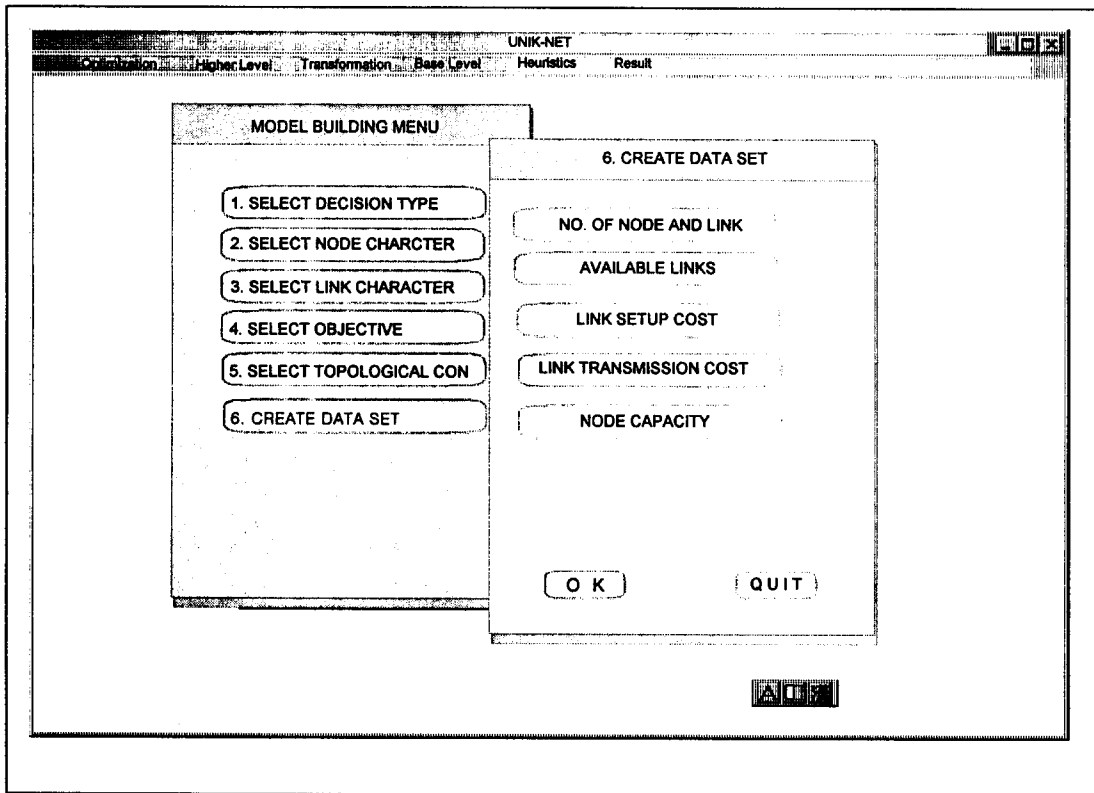 UNIK-NET
Optimization Higher Level Transformation Base Level Heuristics Result
MODEL BUILDING MENU
1. SELECT DECISION TYPE
2. SELECT NODE CHARCTER
3. SELECT LINK CHARACTER
4. SELECT OBJECTIVE
5. SELECT TOPOLOGICAL CON
6. CREATE DATA SET
6. CREATE DATA SET
NO. OF NODE AND LINK
AVAILABLE LINKS
LINK SETUP COST
LINK TRANSMISSION COST
NODE CAPACITY
O K
QUIT